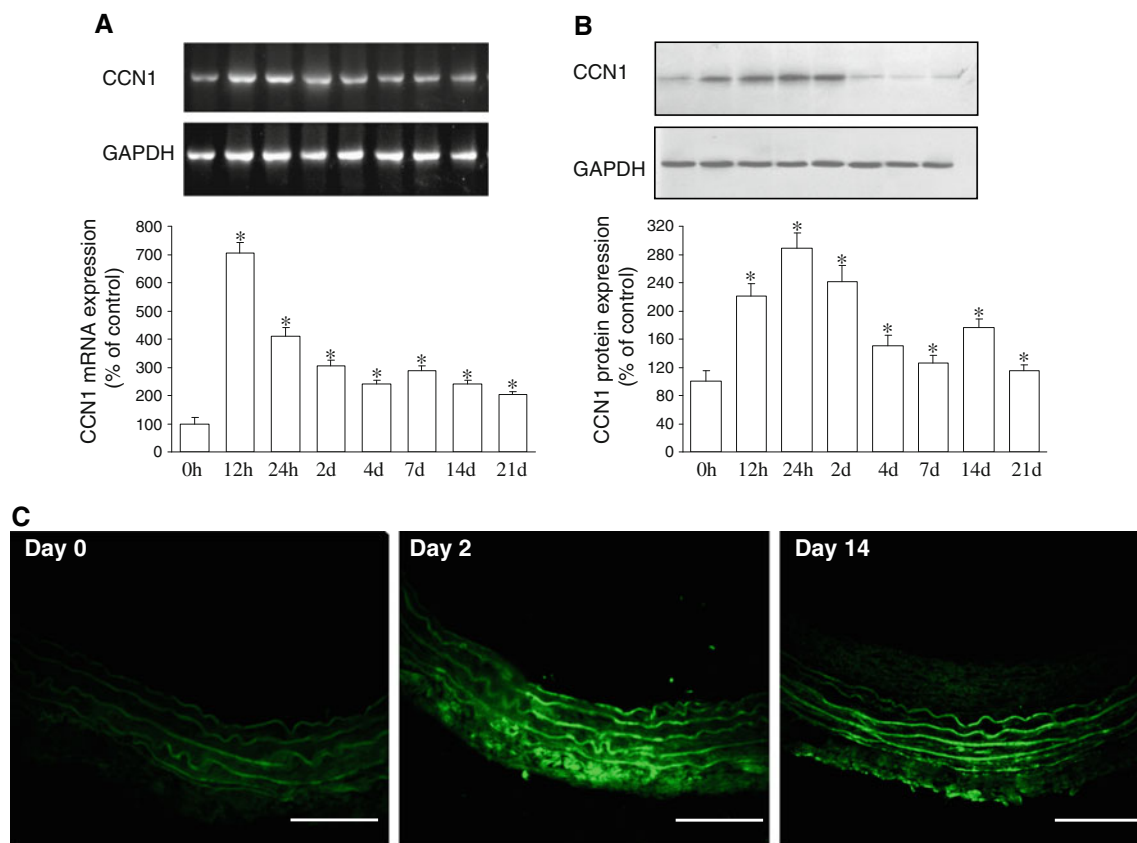 A
CCN1
GAPDH
CCN1 mRNA expression
(% of control)
800
700
600
500
400
300
200
100
0
* * * * * * *
0h 12h 24h 2d 4d 7d 14d 21d
B
CCN1
GAPDH
CCN1 protein expression
(% of control)
320
280
240
200
160
120
80
40
0
* * * * * * *
0h 12h 24h 2d 4d 7d 14d 21d
C
Day 0
Day 2
Day 14